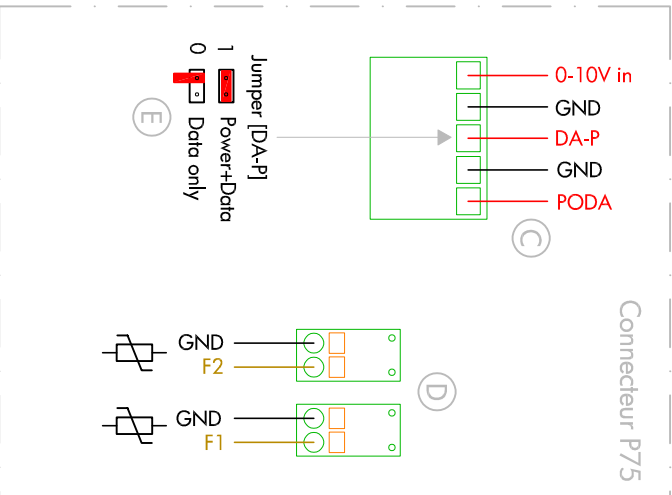 0-10V in
GND
DA-P
GND
PODA
C
Jumper [DA-P]
1 Power+Data
0 Data only
E
Connecteur P75
GND
F2
D
GND
F1